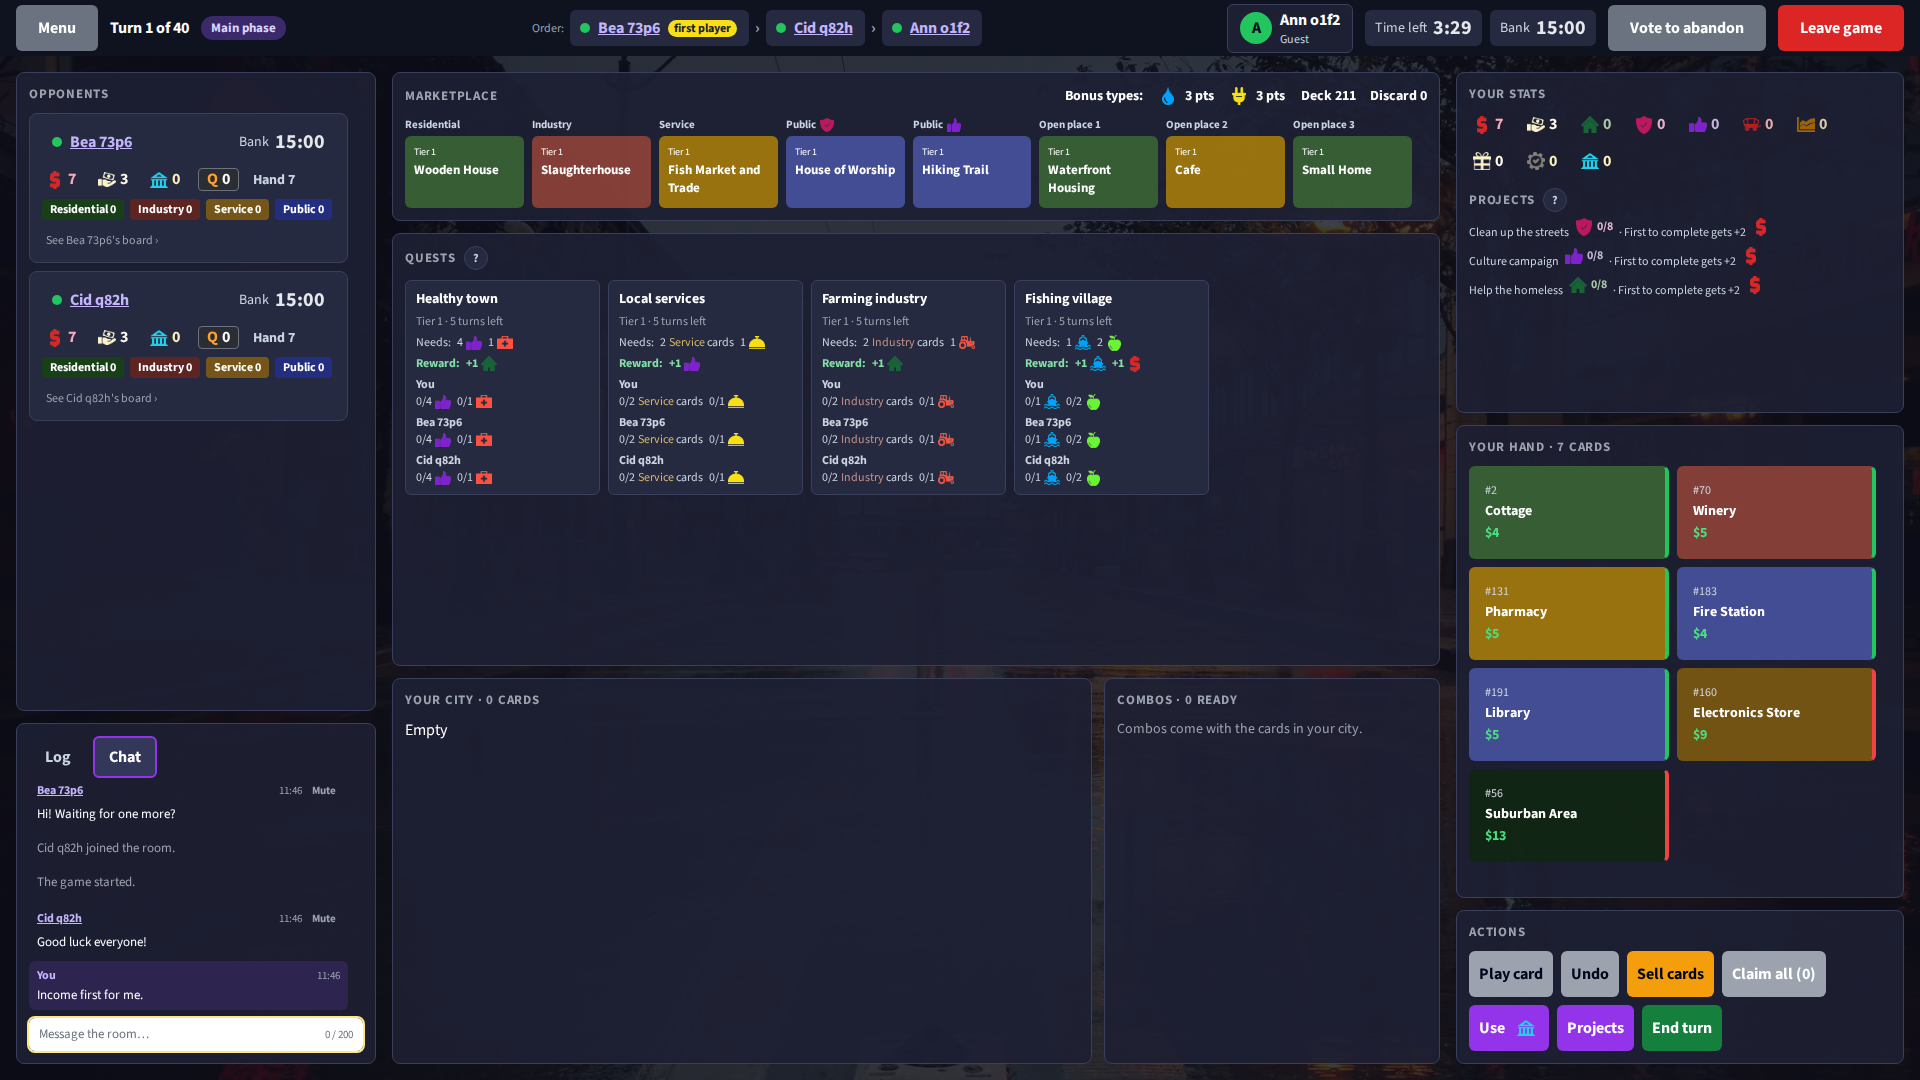 Menu
Turn 1 of 40
Main phase
Order:
Bea 73p6
first player
›
Cid q82h
›
Ann o1f2
A
Ann o1f2
Guest
Time left 3:29
Bank 15:00
Vote to abandon
Leave game
OPPONENTS
Bea 73p6
Bank 15:00
7
3
0
Q 0
Hand 7
Residential 0
Industry 0
Service 0
Public 0
See Bea 73p6's board ›
Cid q82h
Bank 15:00
7
3
0
Q 0
Hand 7
Residential 0
Industry 0
Service 0
Public 0
See Cid q82h's board ›
Log
Chat
Bea 73p6
11:46 Mute
Hi! Waiting for one more?
Cid q82h joined the room.
The game started.
Cid q82h
11:46 Mute
Good luck everyone!
You
11:46
Income first for me.
Message the room…
0 / 200
MARKETPLACE
Bonus types:
3 pts
3 pts
Deck 211
Discard 0
Residential
Tier 1
Wooden House
Industry
Tier 1
Slaughterhouse
Service
Tier 1
Fish Market and
Trade
Public
Tier 1
House of Worship
Public
Tier 1
Hiking Trail
Open place 1
Tier 1
Waterfront
Housing
Open place 2
Tier 1
Cafe
Open place 3
Tier 1
Small Home
QUESTS
?
Healthy town
Tier 1 · 5 turns left
Needs: 4 1
Reward: +1
You
0/4 0/1
Bea 73p6
0/4 0/1
Cid q82h
0/4 0/1
Local services
Tier 1 · 5 turns left
Needs: 2 Service cards 1
Reward: +1
You
0/2 Service cards 0/1
Bea 73p6
0/2 Service cards 0/1
Cid q82h
0/2 Service cards 0/1
Farming industry
Tier 1 · 5 turns left
Needs: 2 Industry cards 1
Reward: +1
You
0/2 Industry cards 0/1
Bea 73p6
0/2 Industry cards 0/1
Cid q82h
0/2 Industry cards 0/1
Fishing village
Tier 1 · 5 turns left
Needs: 1 2
Reward: +1 +1
You
0/1 0/2
Bea 73p6
0/1 0/2
Cid q82h
0/1 0/2
YOUR CITY · 0 CARDS
Empty
COMBOS · 0 READY
Combos come with the cards in your city.
YOUR STATS
7
3
0
0
0
0
0
0
0
0
PROJECTS
?
Clean up the streets 0/8 · First to complete gets +2
Culture campaign 0/8 · First to complete gets +2
Help the homeless 0/8 · First to complete gets +2
YOUR HAND · 7 CARDS
#2
Cottage
$4
#70
Winery
$5
#131
Pharmacy
$5
#183
Fire Station
$4
#191
Library
$5
#160
Electronics Store
$9
#56
Suburban Area
$13
ACTIONS
Play card
Undo
Sell cards
Claim all (0)
Use
Projects
End turn